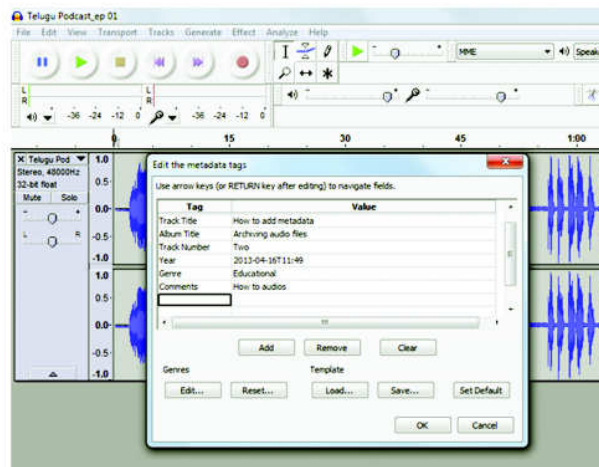 Telugu Podcast_ep 01
File Edit View Transport Tracks Generate Effect Analyze Help
MME
Speak
L
R
-36 -24 -12 0
L
R
-36 -24 -12 0
0 15 30 45 1:00
X Telugu Pod
Stereo, 48000Hz
32-bit float
Mute Solo
- +
L R
1.0
0.5
0.0
-0.5
-1.0
1.0
0.5
0.0
-0.5
-1.0
Edit the metadata tags
Use arrow keys (or RETURN key after editing) to navigate fields.
Tag Value
Track Title How to add metadata
Album Title Archiving audio files
Track Number Two
Year 2013-04-16T11:49
Genre Educational
Comments How to audios
Add Remove Clear
Genres Template
Edit... Reset... Load... Save... Set Default
OK Cancel